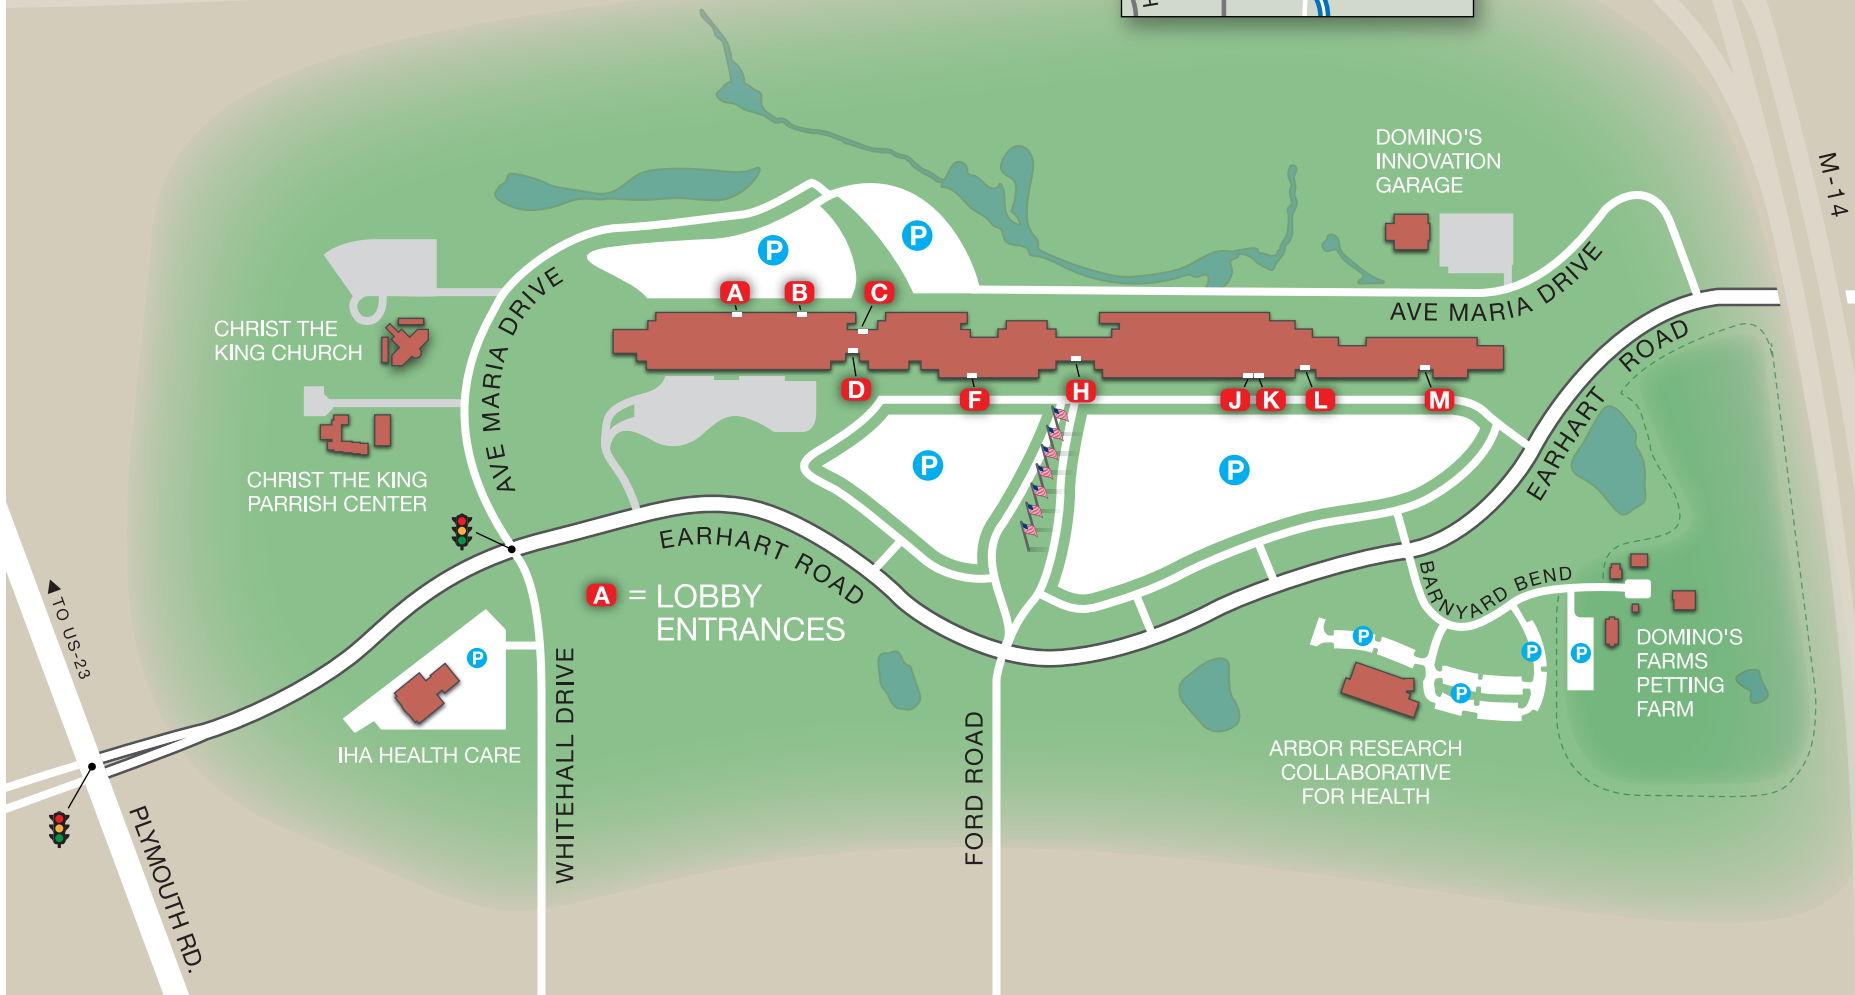 H
M-14
DOMINO'S
INNOVATION
GARAGE
P
P
A
B
C
AVE MARIA DRIVE
AVE MARIA DRIVE
CHRIST THE
KING CHURCH
EARHART ROAD
D
F
H
J
K
L
M
CHRIST THE KING
PARRISH CENTER
P
P
EARHART ROAD
A = LOBBY
ENTRANCES
BARNYARD BEND
TO US-23
P
P
P
P
P
DOMINO'S
FARMS
PETTING
FARM
IHA HEALTH CARE
WHITEHALL DRIVE
FORD ROAD
ARBOR RESEARCH
COLLABORATIVE
FOR HEALTH
PLYMOUTH RD.